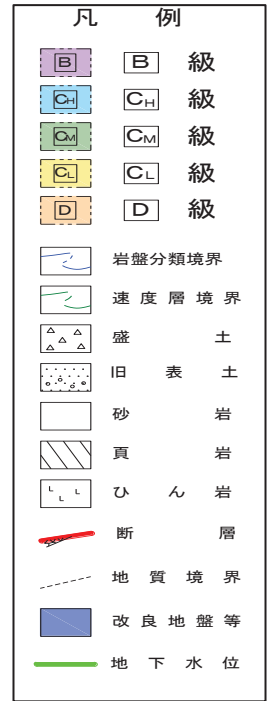 凡 例
B B 級
CH CH 級
CM CM 級
CL CL 級
D D 級
岩盤分類境界
速度層境界
盛土
旧表土
砂岩
頁岩
ひん岩
断層
地質境界
改良地盤等
地下水位